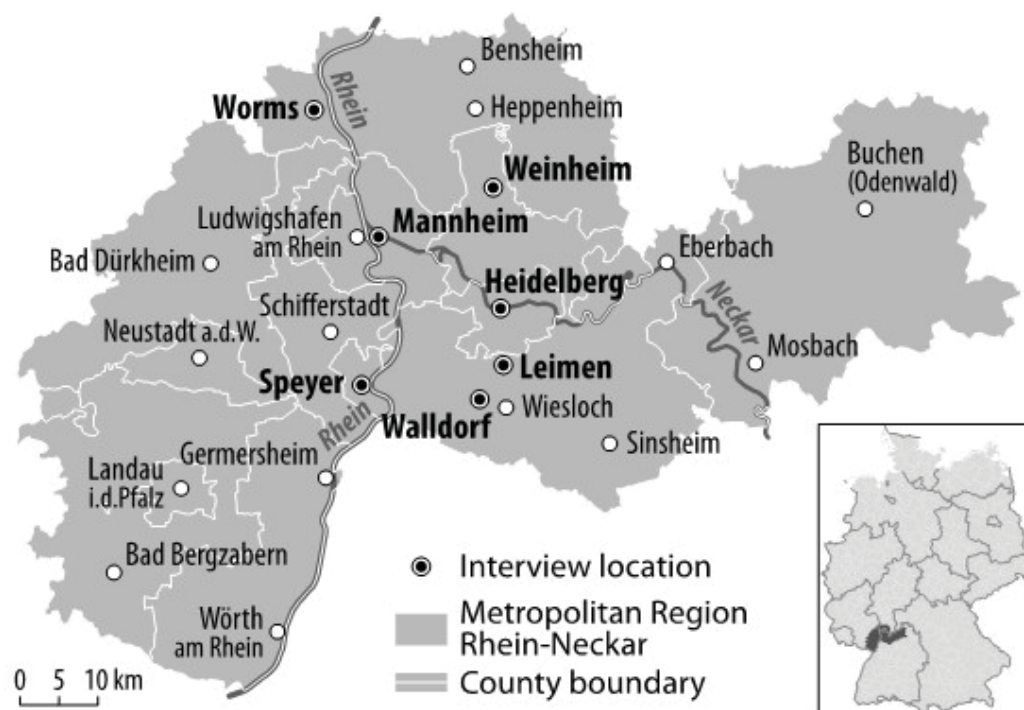 Bensheim
Rhein
Worms
Heppenheim
Weinheim
Buchen
(Odenwald)
Ludwigshafen
am Rhein
Mannheim
Eberbach
Bad Dürkheim
Heidelberg
Schifferstadt
Neckar
Neustadt a.d.W.
Mosbach
Leimen
Speyer
Wiesloch
Walldorf
Rhein
Sinsheim
Germersheim
Landau
i.d.Pfalz
Bad Bergzabern
Interview location
Wörth
am Rhein
Metropolitan Region
Rhein-Neckar
County boundary
0 5 10 km